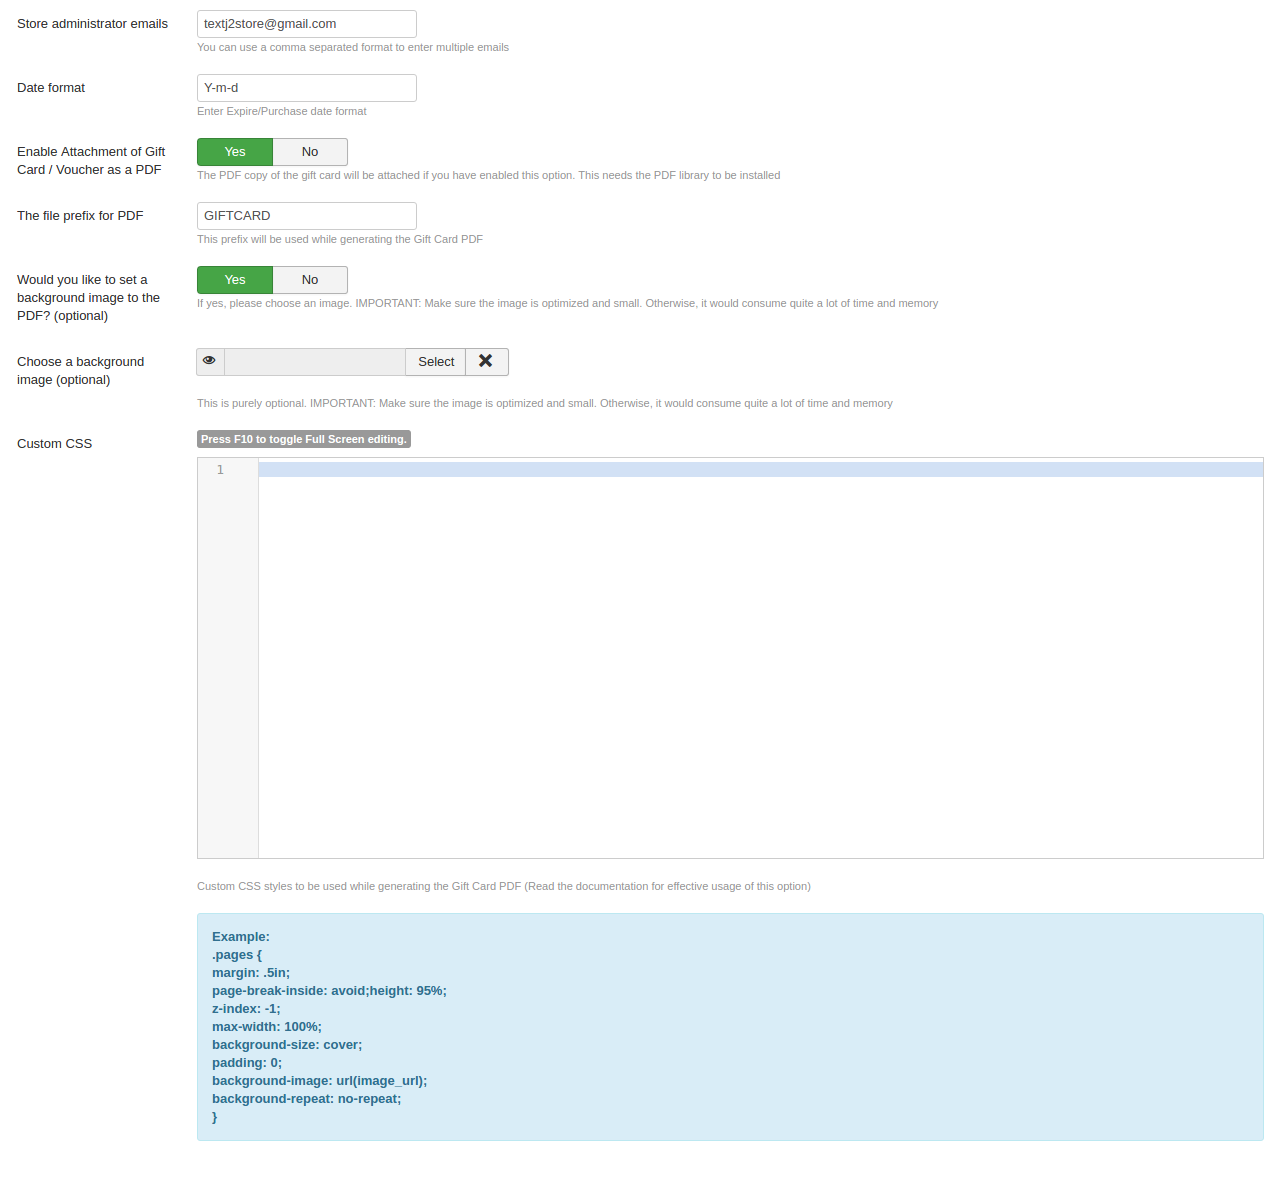 Store administrator emails
textj2store@gmail.com
You can use a comma separated format to enter multiple emails
Date format
Y-m-d
Enter Expire/Purchase date format
Enable Attachment of Gift
Card / Voucher as a PDF
Yes No
The PDF copy of the gift card will be attached if you have enabled this option. This needs the PDF library to be installed
The file prefix for PDF
GIFTCARD
This prefix will be used while generating the Gift Card PDF
Would you like to set a
background image to the
PDF? (optional)
Yes No
If yes, please choose an image. IMPORTANT: Make sure the image is optimized and small. Otherwise, it would consume quite a lot of time and memory
Choose a background
image (optional)
Select
This is purely optional. IMPORTANT: Make sure the image is optimized and small. Otherwise, it would consume quite a lot of time and memory
Custom CSS
Press F10 to toggle Full Screen editing.
1
Custom CSS styles to be used while generating the Gift Card PDF (Read the documentation for effective usage of this option)
Example:
.pages {
margin: .5in;
page-break-inside: avoid;height: 95%;
z-index: -1;
max-width: 100%;
background-size: cover;
padding: 0;
background-image: url(image_url);
background-repeat: no-repeat;
}